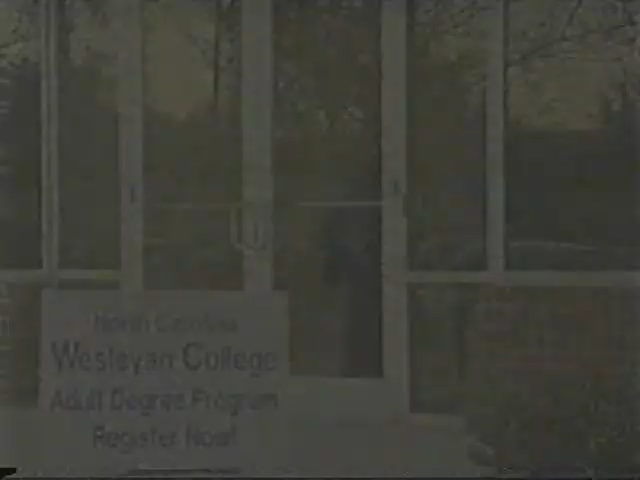 North Carolina
Wesleyan College
Adult Degree Program
Register Now!